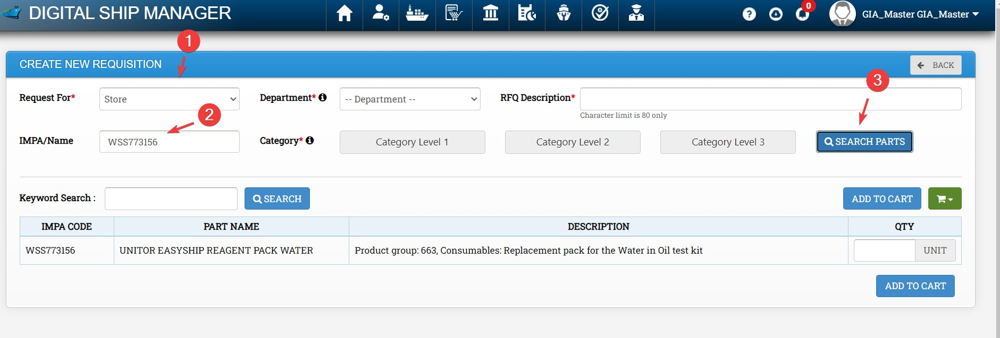 DIGITAL SHIP MANAGER
0
GIA_Master GIA_Master
1
CREATE NEW REQUISITION
BACK
3
Request For*
Store
Department*
-- Department --
RFQ Description*
Character limit is 80 only
2
IMPA/Name
WSS773156
Category*
Category Level 1
Category Level 2
Category Level 3
SEARCH PARTS
Keyword Search :
SEARCH
ADD TO CART
IMPA CODE
PART NAME
DESCRIPTION
QTY
WSS773156
UNITOR EASYSHIP REAGENT PACK WATER
Product group: 663, Consumables: Replacement pack for the Water in Oil test kit
UNIT
ADD TO CART